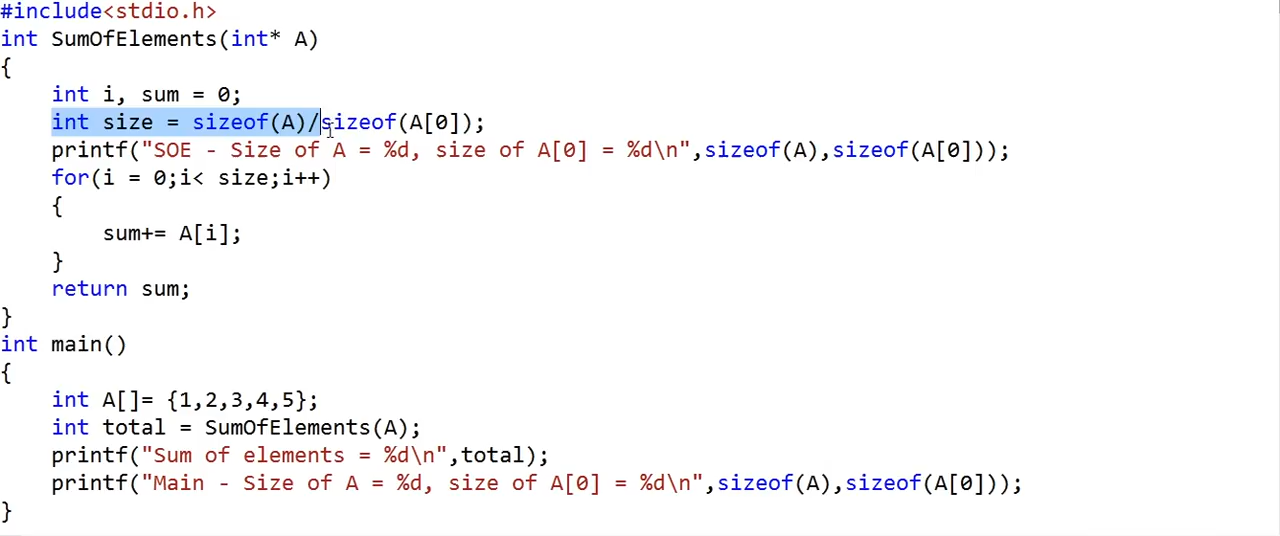 #include<stdio.h>
int SumOfElements(int* A)
{
    int i, sum = 0;
    int size = sizeof(A)/sizeof(A[0]);
    printf("SOE - Size of A = %d, size of A[0] = %d\n",sizeof(A),sizeof(A[0]));
    for(i = 0;i< size;i++)
    {
        sum+= A[i];
    }
    return sum;
}
int main()
{
    int A[]= {1,2,3,4,5};
    int total = SumOfElements(A);
    printf("Sum of elements = %d\n",total);
    printf("Main - Size of A = %d, size of A[0] = %d\n",sizeof(A),sizeof(A[0]));
}